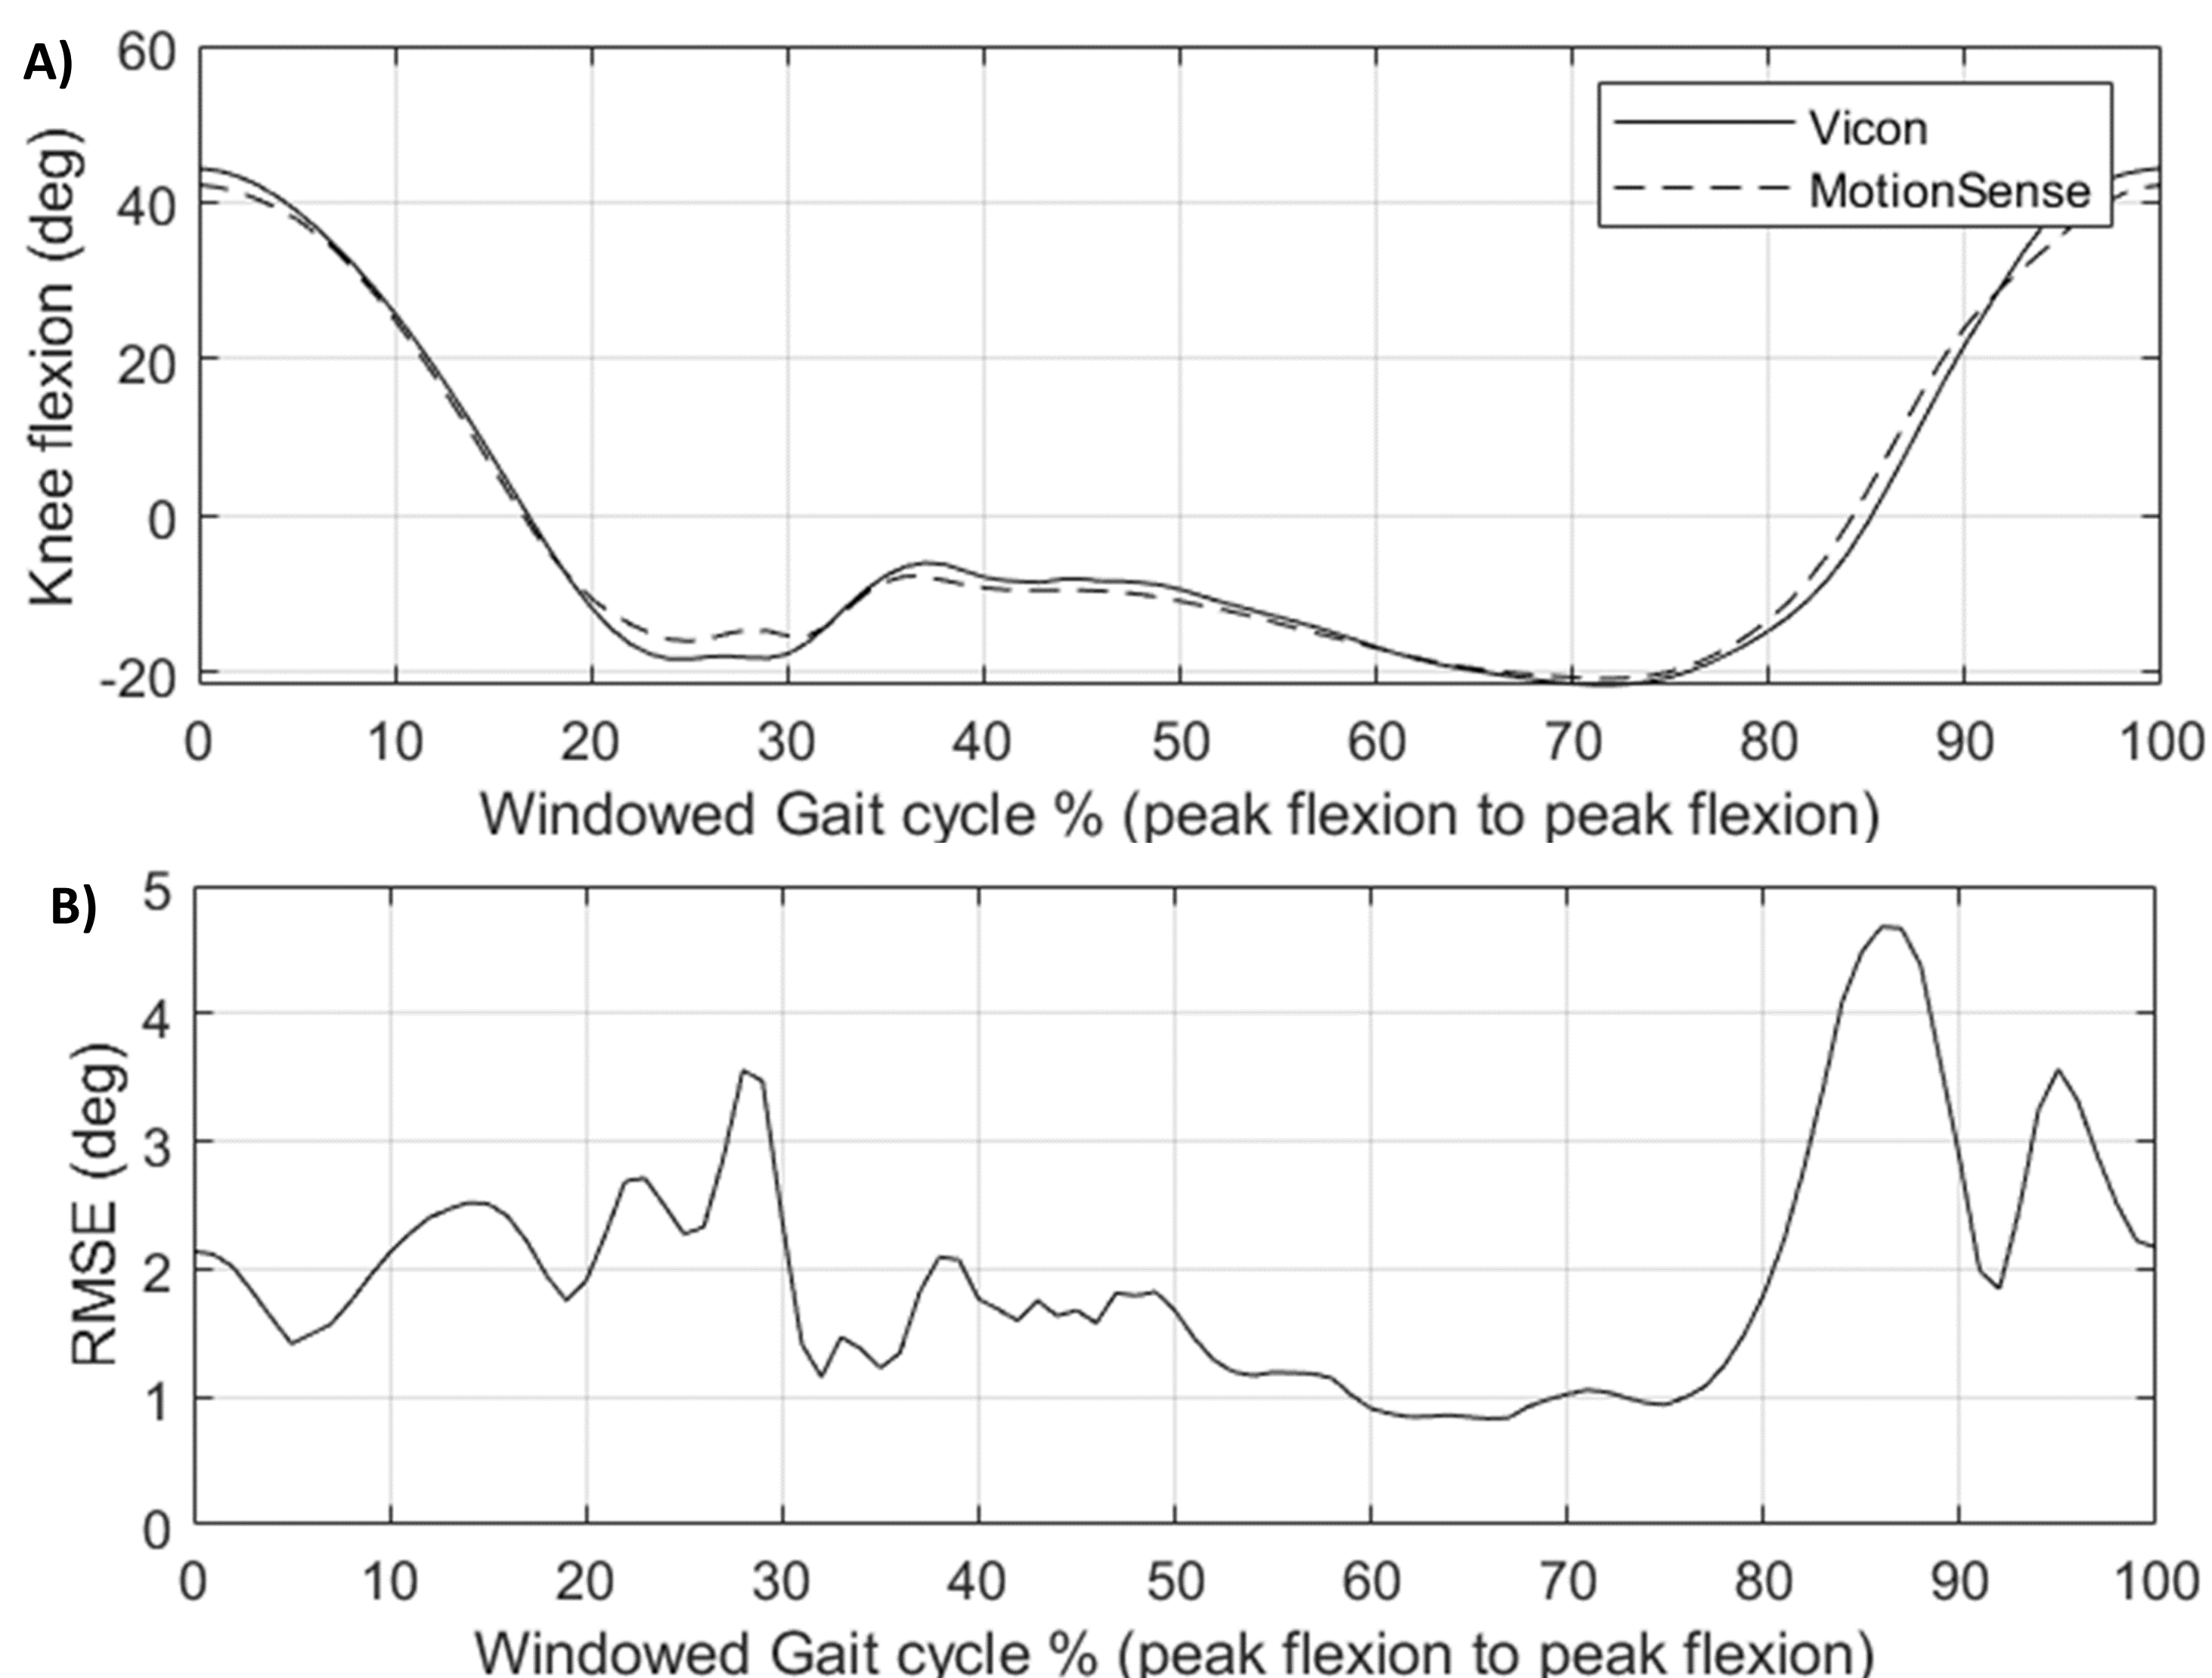 A)
60
40
20
0
-20
Knee flexion (deg)
Vicon
MotionSense
0 10 20 30 40 50 60 70 80 90 100
Windowed Gait cycle % (peak flexion to peak flexion)
B)
5
4
3
2
1
0
RMSE (deg)
0 10 20 30 40 50 60 70 80 90 100
Windowed Gait cycle % (peak flexion to peak flexion)